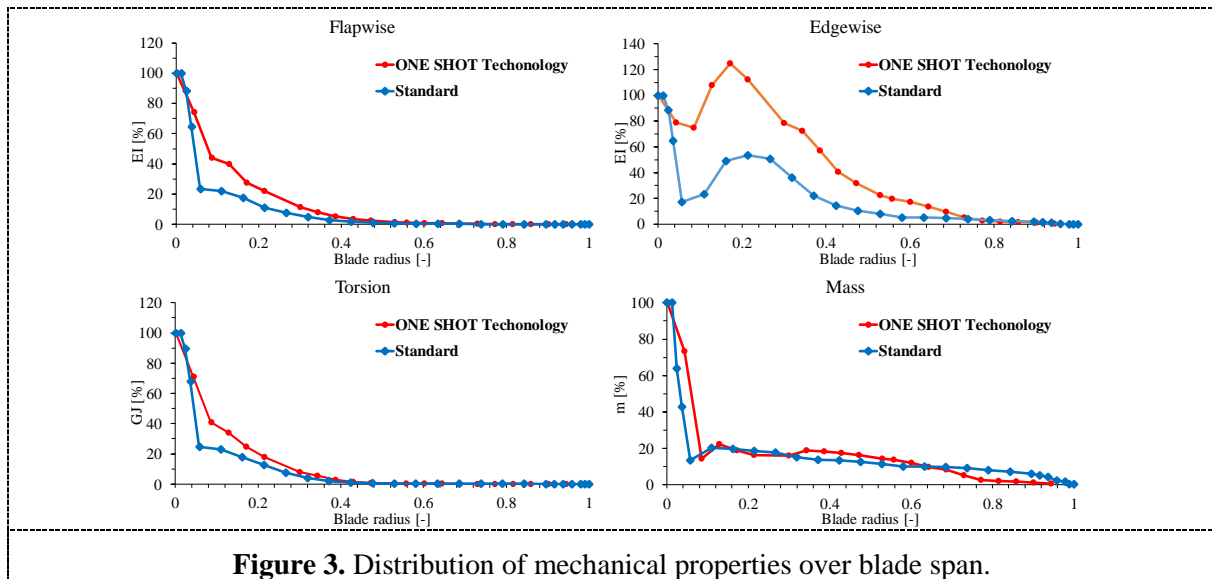 Flapwise
120
100
80
60
40
20
0
EI [%]
ONE SHOT Techonology
Standard
0
0.2
0.4
0.6
0.8
1
Blade radius [-]
Edgewise
140
120
100
80
60
40
20
0
EI [%]
ONE SHOT Techonology
Standard
0
0.2
0.4
0.6
0.8
1
Blade radius [-]
Torsion
120
100
80
60
40
20
0
GJ [%]
ONE SHOT Techonology
Standard
0
0.2
0.4
0.6
0.8
1
Blade radius [-]
Mass
100
80
60
40
20
0
m [%]
ONE SHOT Techonology
Standard
0
0.2
0.4
0.6
0.8
1
Blade radius [-]
Figure 3. Distribution of mechanical properties over blade span.